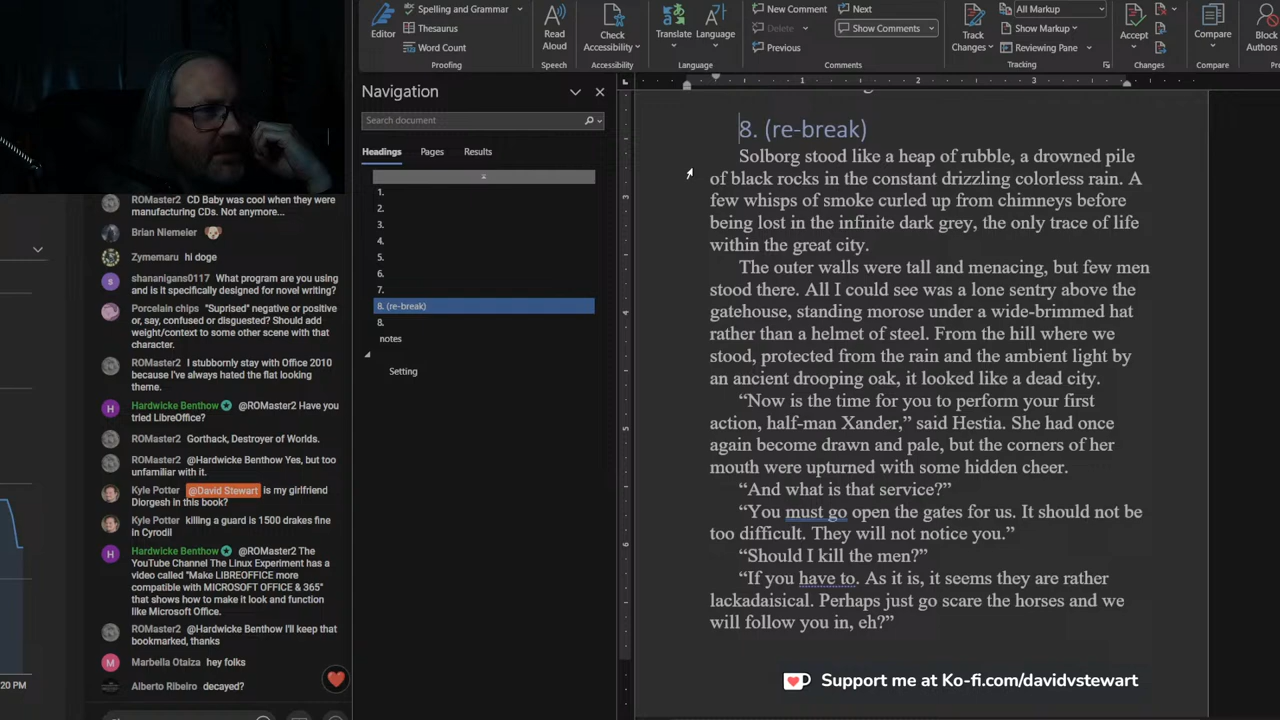 Editor
Spelling and Grammar
Thesaurus
Word Count
Proofing
Read
Aloud
Speech
Check
Accessibility
Accessibility
Translate
Language
Language
New Comment
Delete
Previous
Next
Show Comments
Comments
Track
Changes
All Markup
Show Markup
Reviewing Pane
Tracking
Accept
Changes
Compare
Compare
Block
Authors
Navigation
Search document
Headings
Pages
Results
1.
2.
3.
4.
5.
6.
7.
8. (re-break)
8.
notes
Setting
ROMaster2 CD Baby was cool when they were
manufacturing CDs. Not anymore...
Brian Niemeier
Zymemaru hi doge
shananigans0117 What program are you using
and is it specifically designed for novel writing?
Porcelain chips "Suprised" negative or positive
or, say, confused or disguested? Should add
weight/context to some other scene with that
character.
ROMaster2 I stubbornly stay with Office 2010
because I've always hated the flat looking
theme.
Hardwicke Benthow @ROMaster2 Have you
tried LibreOffice?
ROMaster2 Gorthack, Destroyer of Worlds.
ROMaster2 @Hardwicke Benthow Yes, but too
unfamiliar with it.
Kyle Potter @David Stewart is my girlfriend
Diorgesh in this book?
Kyle Potter killing a guard is 1500 drakes fine
in Cyrodil
Hardwicke Benthow @ROMaster2 The
YouTube Channel The Linux Experiment has a
video called "Make LIBREOFFICE more
compatible with MICROSOFT OFFICE & 365"
that shows how to make it look and function
like Microsoft Office.
ROMaster2 @Hardwicke Benthow I'll keep that
bookmarked, thanks
Marbella Otaiza hey folks
Alberto Ribeiro decayed?
20 PM
1
2
3
3
4
5
6
8. (re-break)
Solborg stood like a heap of rubble, a drowned pile
of black rocks in the constant drizzling colorless rain. A
few whisps of smoke curled up from chimneys before
being lost in the infinite dark grey, the only trace of life
within the great city.
The outer walls were tall and menacing, but few men
stood there. All I could see was a lone sentry above the
gatehouse, standing morose under a wide-brimmed hat
rather than a helmet of steel. From the hill where we
stood, protected from the rain and the ambient light by
an ancient drooping oak, it looked like a dead city.
“Now is the time for you to perform your first
action, half-man Xander,” said Hestia. She had once
again become drawn and pale, but the corners of her
mouth were upturned with some hidden cheer.
“And what is that service?”
“You must go open the gates for us. It should not be
too difficult. They will not notice you.”
“Should I kill the men?”
“If you have to. As it is, it seems they are rather
lackadaisical. Perhaps just go scare the horses and we
will follow you in, eh?”
Support me at Ko-fi.com/davidvstewart